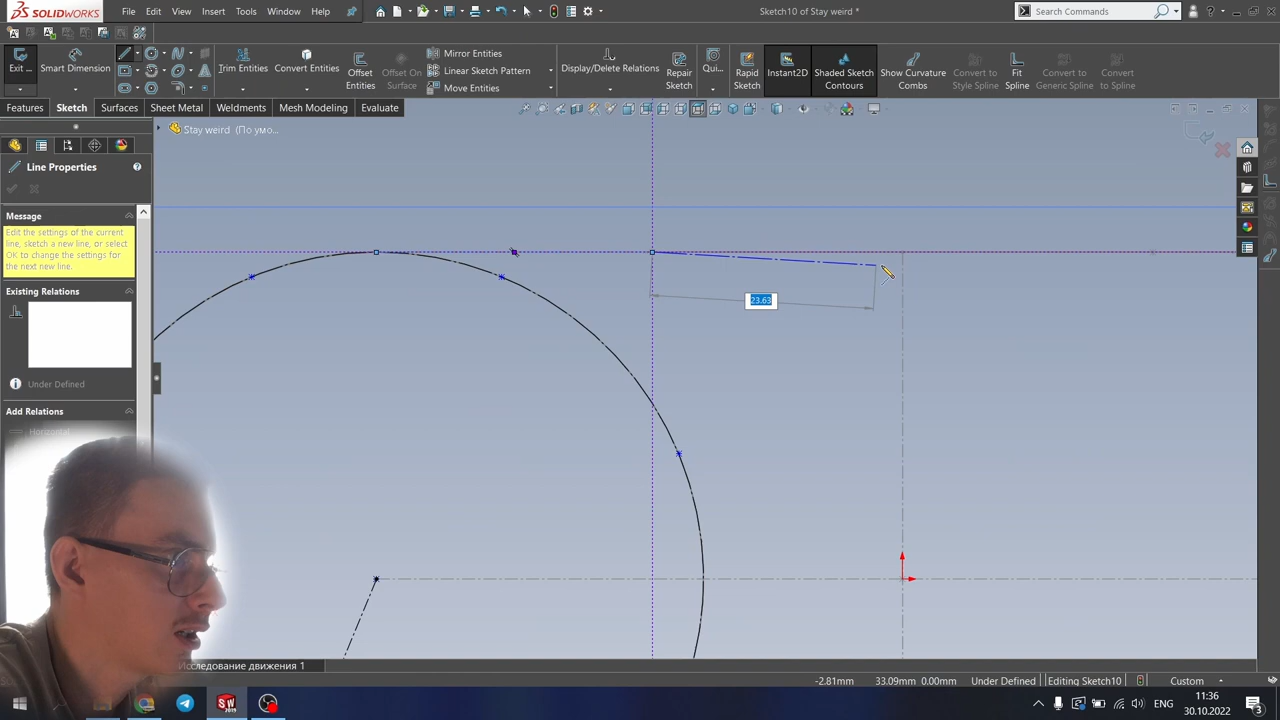 SOLIDWORKS
File
Edit
View
Insert
Tools
Window
Help
Sketch10 of Stay weird *
Search Commands
Exit ...
Smart Dimension
Trim Entities
Convert Entities
Offset Entities
Offset On Surface
Mirror Entities
Linear Sketch Pattern
Move Entities
Display/Delete Relations
Repair Sketch
Qui...
Rapid Sketch
Instant2D
Shaded Sketch Contours
Show Curvature Combs
Convert to Style Spline
Fit Spline
Convert to Generic Spline
Convert
Features
Sketch
Surfaces
Sheet Metal
Weldments
Mesh Modeling
Evaluate
Stay weird (По умо...
Line Properties
Message
Edit the settings of the current
line, sketch a new line, or select
OK to change the settings for
the next new line.
Existing Relations
Under Defined
Add Relations
Horizontal
23.63
Исследование движения 1
-2.81mm
33.09mm 0.00mm
Under Defined
Editing Sketch10
Custom
SW
2019
ENG
11:36
30.10.2022
3